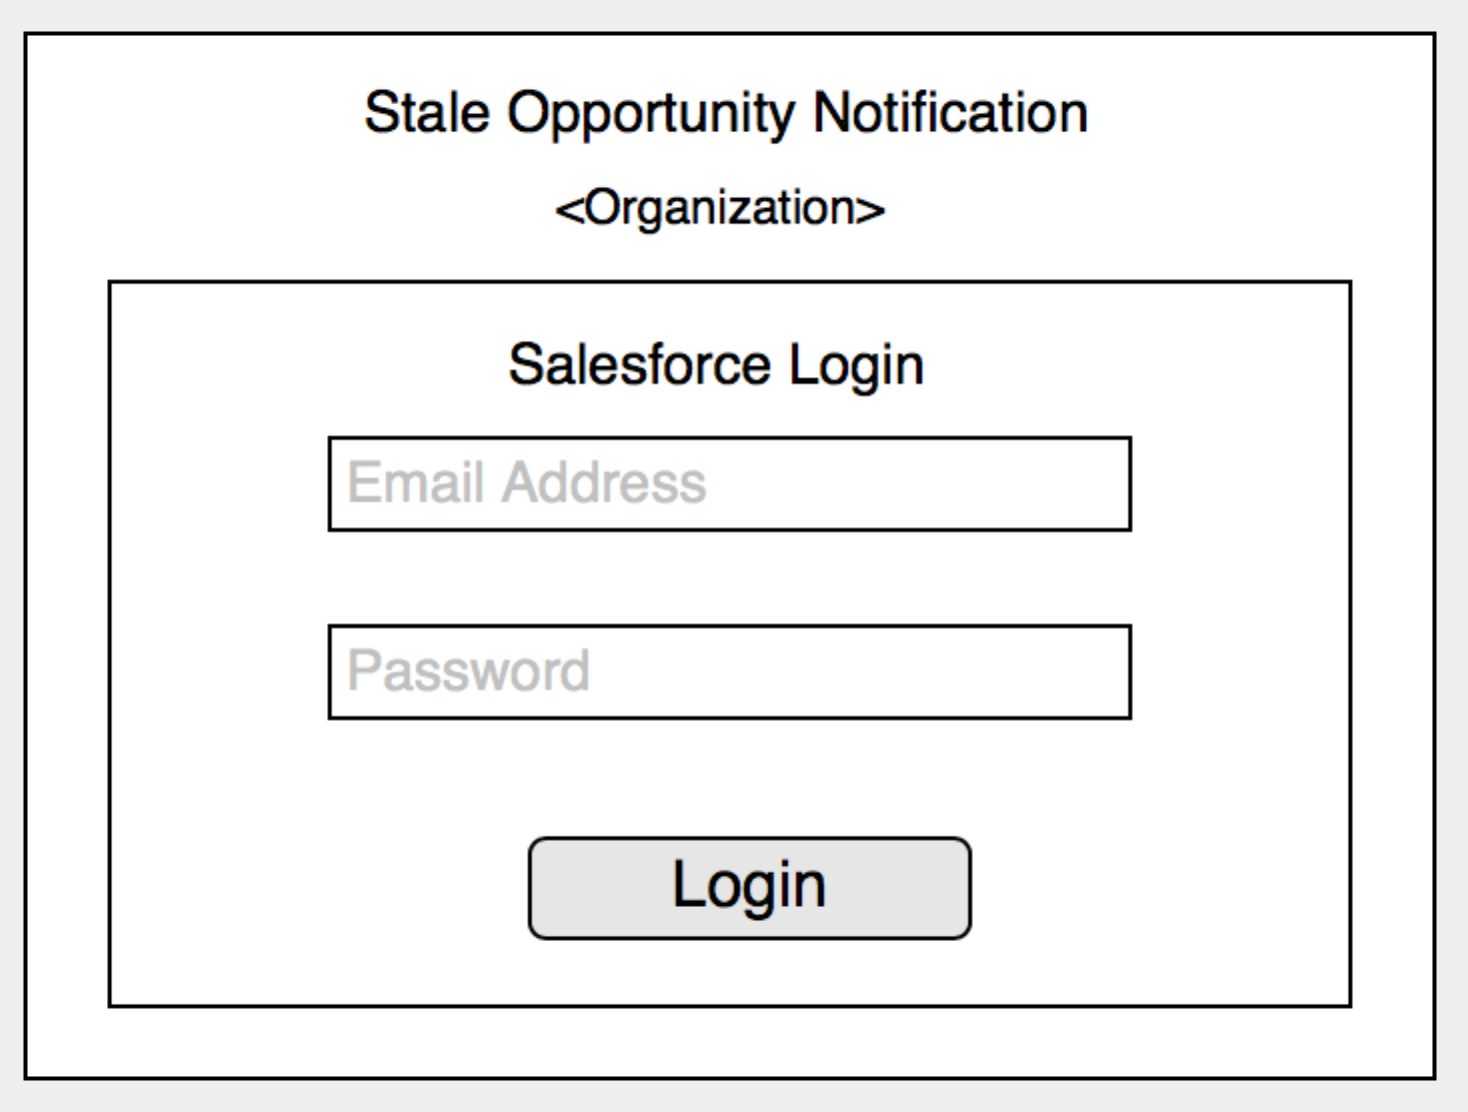 Stale Opportunity Notification
<Organization>
Salesforce Login
Email Address
Password
Login